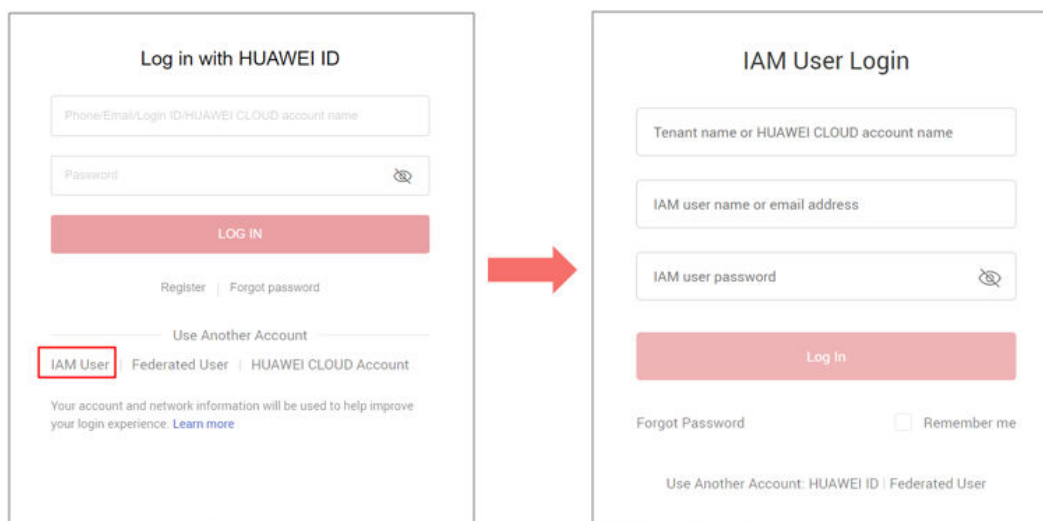 Log in with HUAWEI ID
Phone/Email/Login ID/HUAWEI CLOUD account name
Password
LOG IN
Register | Forgot password
Use Another Account
IAM User | Federated User | HUAWEI CLOUD Account
Your account and network information will be used to help improve
your login experience. Learn more
IAM User Login
Tenant name or HUAWEI CLOUD account name
IAM user name or email address
IAM user password
Log In
Forgot Password
Remember me
Use Another Account: HUAWEI ID | Federated User